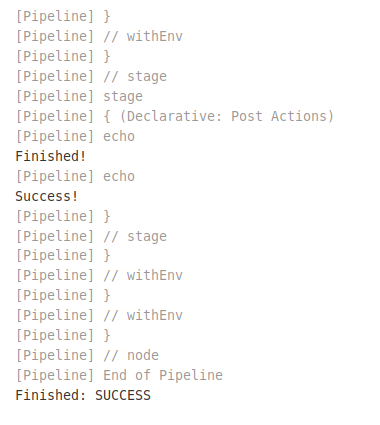 [Pipeline] }
[Pipeline] // withEnv
[Pipeline] }
[Pipeline] // stage
[Pipeline] stage
[Pipeline] { (Declarative: Post Actions)
[Pipeline] echo
Finished!
[Pipeline] echo
Success!
[Pipeline] }
[Pipeline] // stage
[Pipeline] }
[Pipeline] // withEnv
[Pipeline] }
[Pipeline] // withEnv
[Pipeline] }
[Pipeline] // node
[Pipeline] End of Pipeline
Finished: SUCCESS